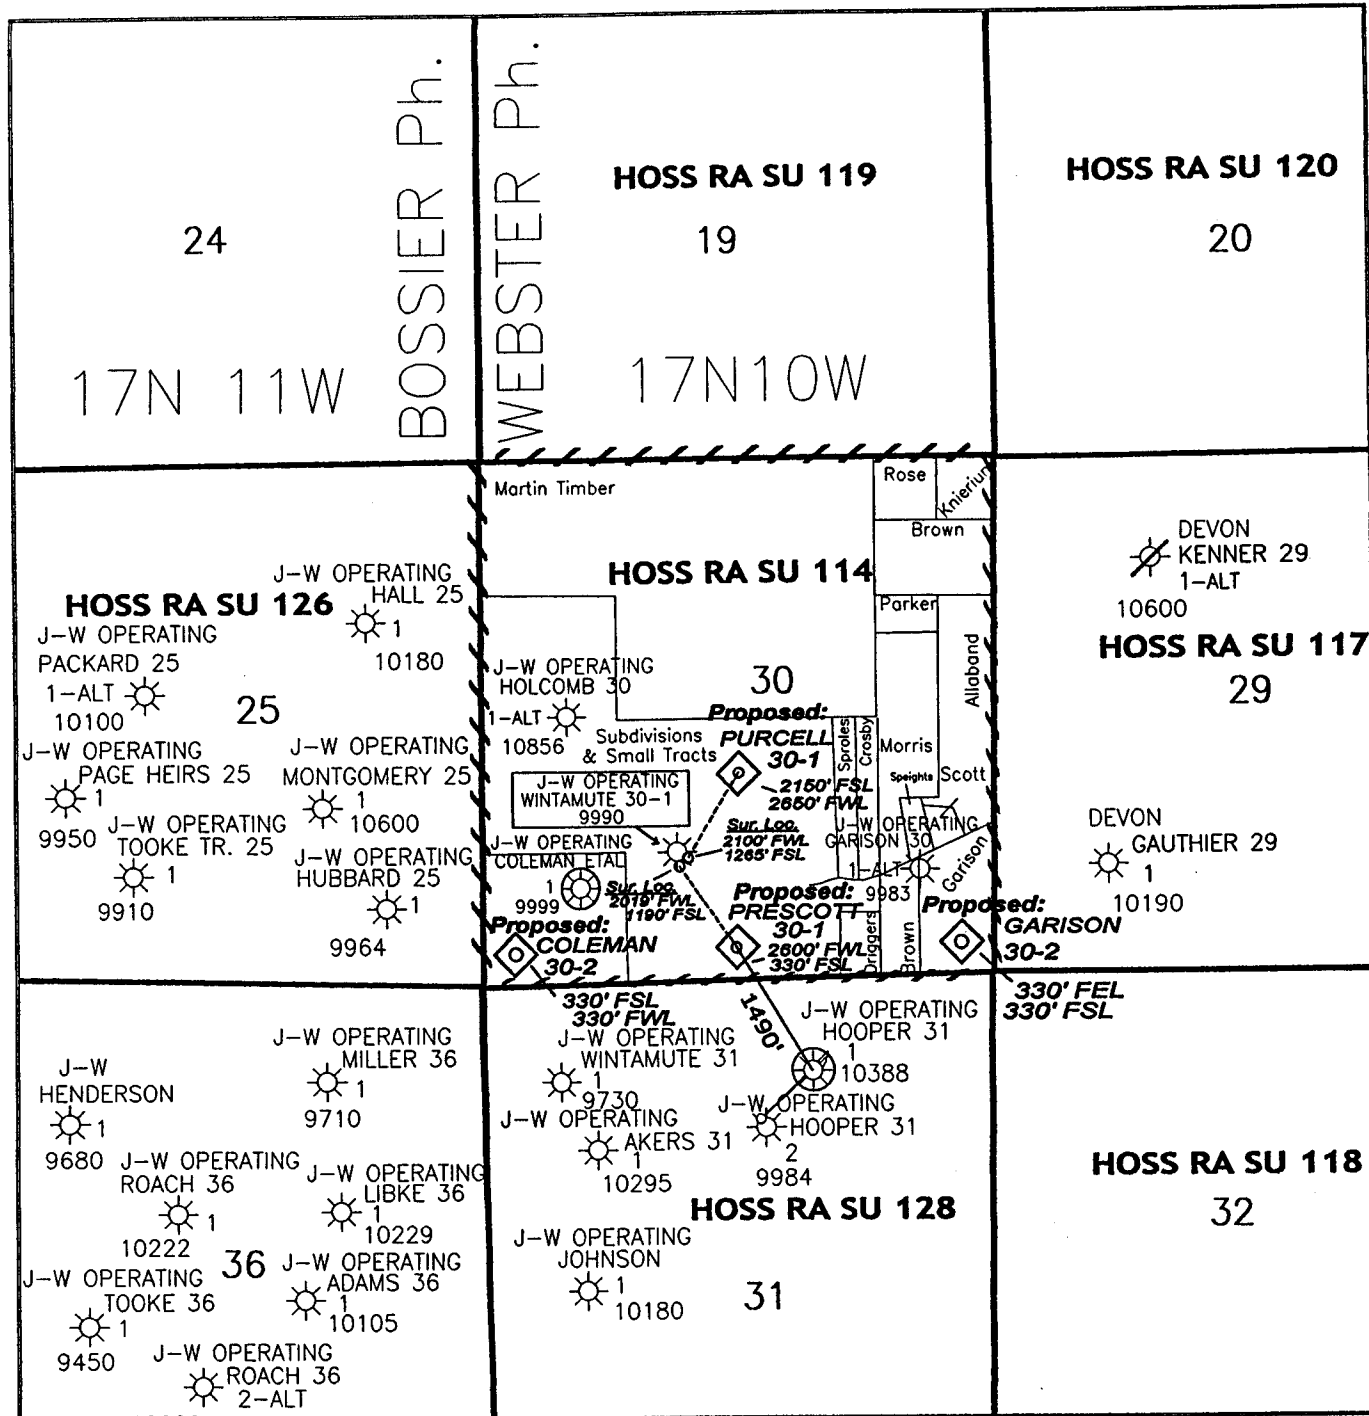 BOSSIER Ph.
WEBSTER Ph.
HOSS RA SU 119
HOSS RA SU 120
24
19
20
17N 11W
17N10W
Martin Timber
Rose
Knierium
Brown
DEVON
KENNER 29
1-ALT
10600
J-W OPERATING
HALL 25
1
10180
HOSS RA SU 126
HOSS RA SU 114
Parker
Allaband
HOSS RA SU 117
29
J-W OPERATING
PACKARD 25
1-ALT
10100
25
J-W OPERATING
HOLCOMB 30
1-ALT
10856
30
Subdivisions
& Small Tracts
Proposed:
PURCELL
30-1
2150' FSL
2650' FWL
Sproles
Crosby
Morris
Speights
Scott
J-W OPERATING
PAGE HEIRS 25
1
9950
J-W OPERATING
MONTGOMERY 25
1
10600
J-W OPERATING
WINTAMUTE 30-1
9990
Sur. Loc.
2100' FWL
1265' FSL
J-W OPERATING
GARISON 30
1-ALT
9983
Garison
DEVON
GAUTHIER 29
1
10190
J-W OPERATING
TOOKE TR. 25
1
9910
J-W OPERATING
HUBBARD 25
1
9964
J-W OPERATING
COLEMAN ETAL
1
9999
Sur. Loc.
2019' FWL
1190' FSL
Proposed:
PRESCOTT
30-1
2600' FWL
330' FSL
Driggers
Brown
Proposed:
GARISON
30-2
330' FEL
330' FSL
Proposed:
COLEMAN
30-2
330' FSL
330' FWL
1490'
J-W OPERATING
HOOPER 31
1
10388
J-W OPERATING
MILLER 36
1
9710
J-W OPERATING
WINTAMUTE 31
1
9730
J-W
HENDERSON
1
9680
J-W OPERATING
AKERS 31
1
10295
J-W OPERATING
HOOPER 31
2
9984
J-W OPERATING
ROACH 36
1
10222
J-W OPERATING
LIBKE 36
1
10229
HOSS RA SU 128
HOSS RA SU 118
32
36
J-W OPERATING
TOOKE 36
1
9450
J-W OPERATING
ADAMS 36
1
10105
J-W OPERATING
JOHNSON
1
10180
31
J-W OPERATING
ROACH 36
2-ALT